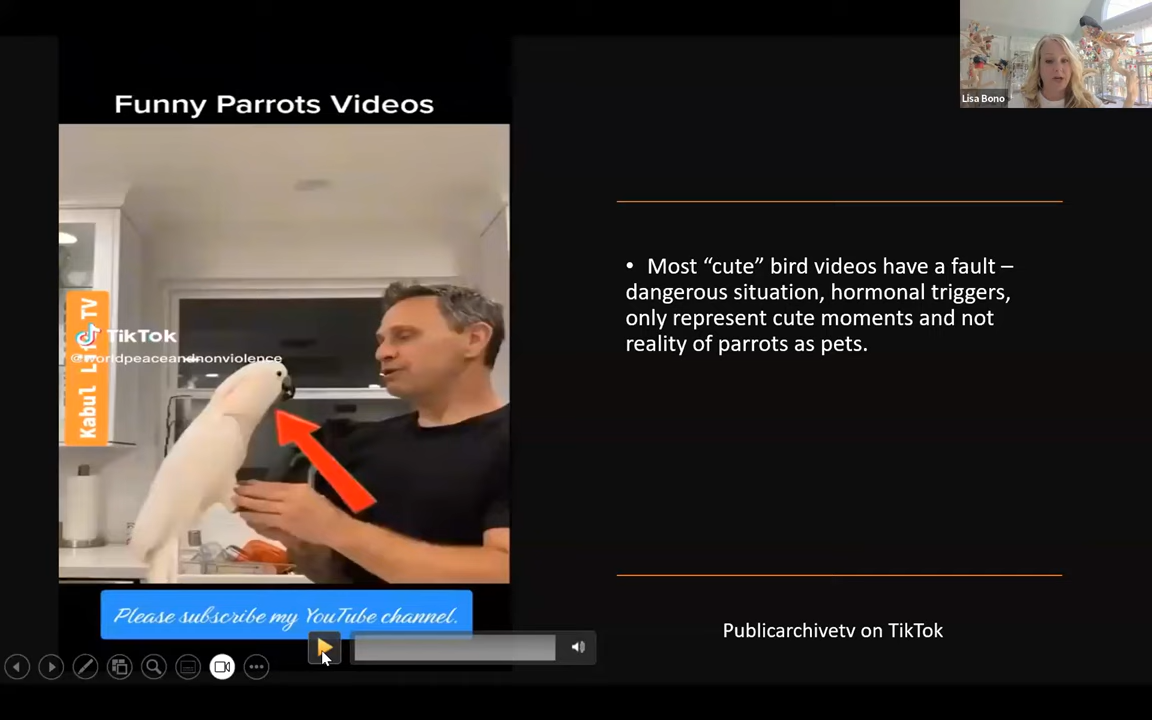 Funny Parrots Videos
Kabul L TV
TikTok
@worldpeaceandnonviolence
Please subscribe my YouTube channel.
Lisa Bono
• Most “cute” bird videos have a fault –
dangerous situation, hormonal triggers,
only represent cute moments and not
reality of parrots as pets.
Publicarchivetv on TikTok